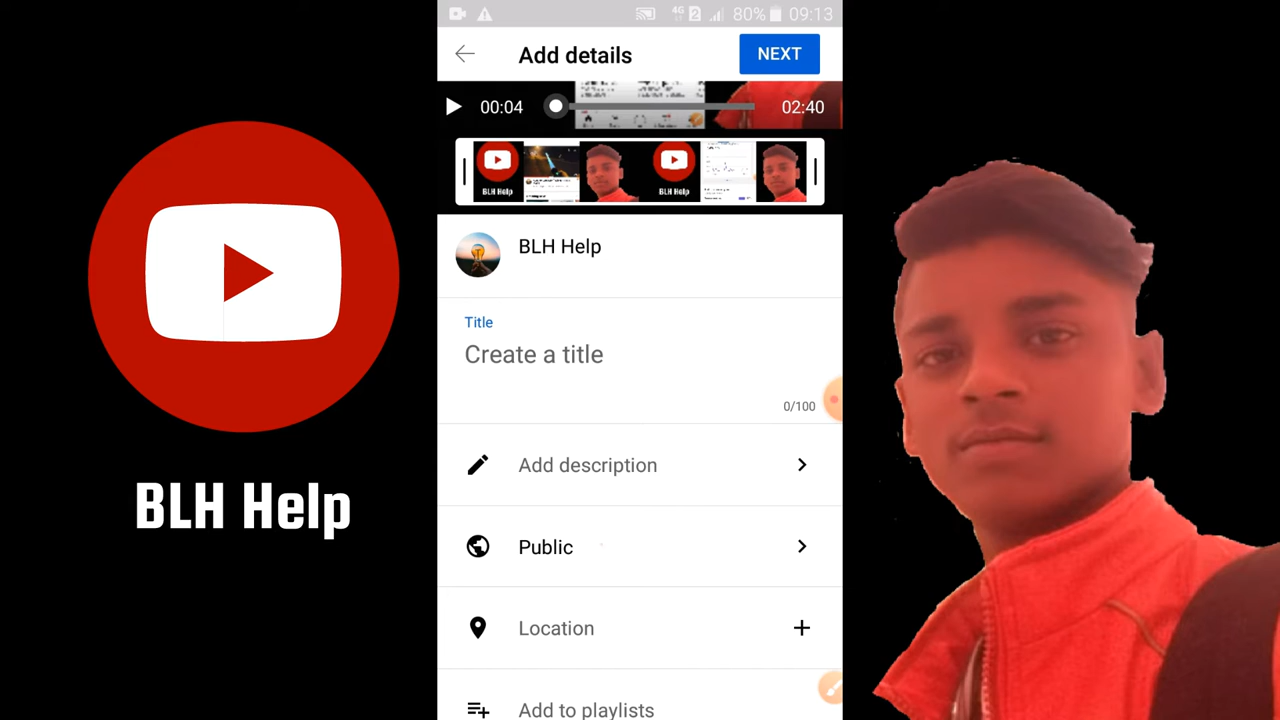 4G 2 80% 09:13
Add details
NEXT
00:04
02:40
BLH Help
BLH Help
BLH Help
Title
Create a title
0/100
Add description
Public
Location
Add to playlists
BLH Help